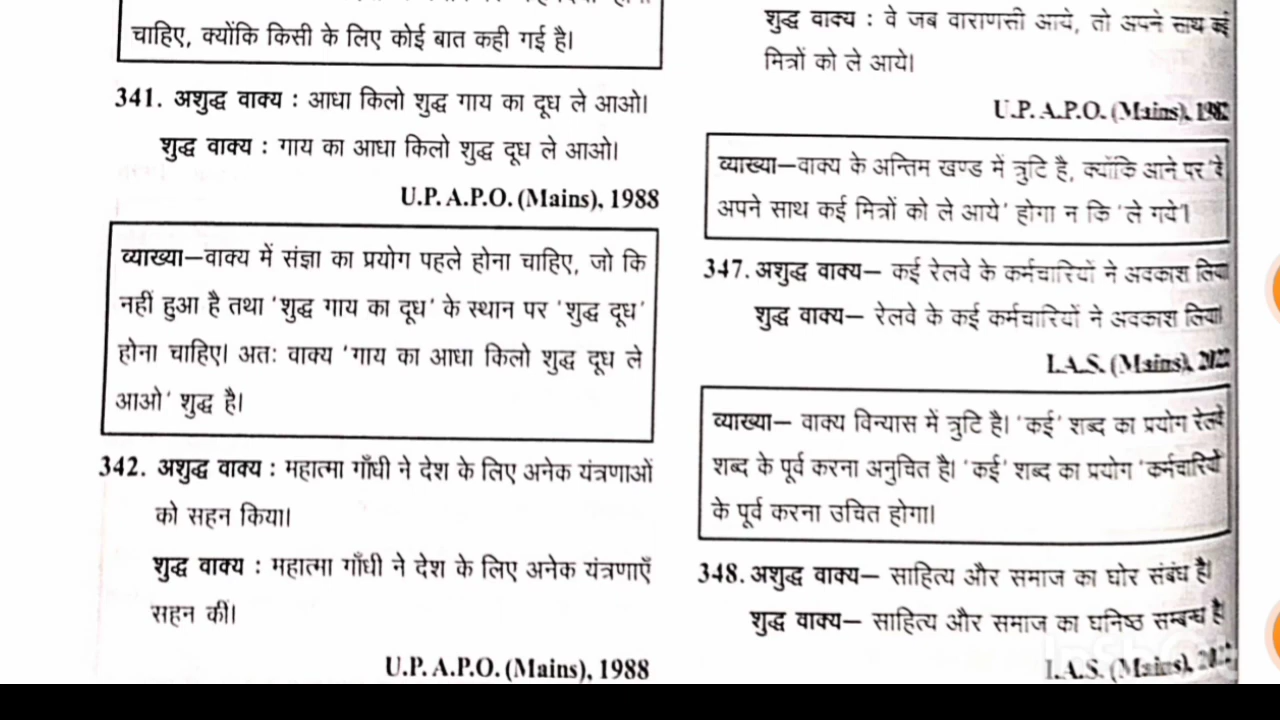 चाहिए, क्योंकि किसी के लिए कोई बात कही गई है।
341. अशुद्ध वाक्य : आधा किलो शुद्ध गाय का दूध ले आओ।
शुद्ध वाक्य : गाय का आधा किलो शुद्ध दूध ले आओ।
U.P. A.P.O. (Mains), 1988
व्याख्या–वाक्य में संज्ञा का प्रयोग पहले होना चाहिए, जो कि
नहीं हुआ है तथा 'शुद्ध गाय का दूध' के स्थान पर 'शुद्ध दूध'
होना चाहिए। अतः वाक्य 'गाय का आधा किलो शुद्ध दूध ले
आओ' शुद्ध है।
342. अशुद्ध वाक्य : महात्मा गाँधी ने देश के लिए अनेक यंत्रणाओं
को सहन किया।
शुद्ध वाक्य : महात्मा गाँधी ने देश के लिए अनेक यंत्रणाएँ
सहन कीं।
U.P. A.P.O. (Mains), 1988
शुद्ध वाक्य : वे जब वाराणसी आये, तो अपने साथ कई
मित्रों को ले आये।
U.P. A.P.O. (Mains),
व्याख्या–वाक्य के अन्तिम खण्ड में त्रुटि है, क्योंकि आने पर 'वे
अपने साथ कई मित्रों को ले आये' होगा न कि 'ले गये'।
347. अशुद्ध वाक्य– कई रेलवे के कर्मचारियों ने अवकाश लिया
शुद्ध वाक्य– रेलवे के कई कर्मचारियों ने अवकाश लिया।
I.A.S. (Mains), 2022
व्याख्या– वाक्य विन्यास में त्रुटि है। 'कई' शब्द का प्रयोग रेलवे
शब्द के पूर्व करना अनुचित है। 'कई' शब्द का प्रयोग 'कर्मचारियों
के पूर्व करना उचित होगा।
348. अशुद्ध वाक्य– साहित्य और समाज का घोर संबंध है।
शुद्ध वाक्य– साहित्य और समाज का घनिष्ठ सम्बन्ध है।
I.A.S. (Mains),